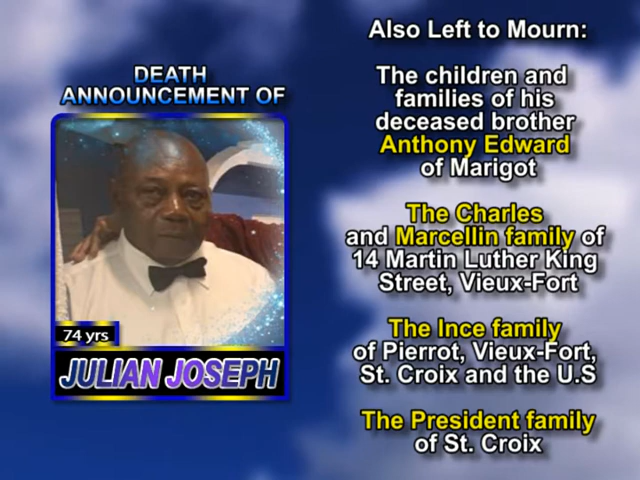 DEATH
ANNOUNCEMENT OF
74 yrs
JULIAN JOSEPH
Also Left to Mourn:
The children and
families of his
deceased brother
Anthony Edward
of Marigot
The Charles
and Marcellin family of
14 Martin Luther King
Street, Vieux-Fort
The Ince family
of Pierrot, Vieux-Fort,
St. Croix and the U.S
The President family
of St. Croix